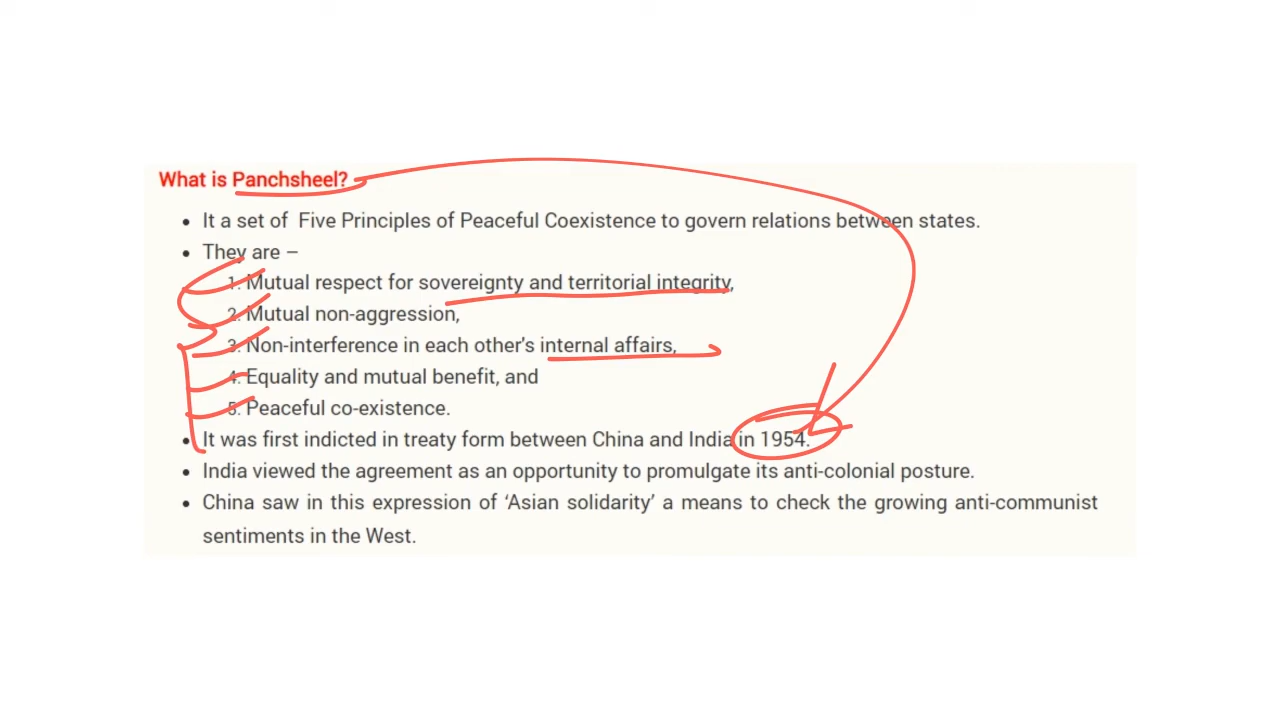 What is Panchsheel?
• It a set of Five Principles of Peaceful Coexistence to govern relations between states.
• They are –
1. Mutual respect for sovereignty and territorial integrity,
2. Mutual non-aggression,
3. Non-interference in each other's internal affairs,
4. Equality and mutual benefit, and
5. Peaceful co-existence.
• It was first indicted in treaty form between China and India in 1954.
• India viewed the agreement as an opportunity to promulgate its anti-colonial posture.
• China saw in this expression of ‘Asian solidarity’ a means to check the growing anti-communist
sentiments in the West.